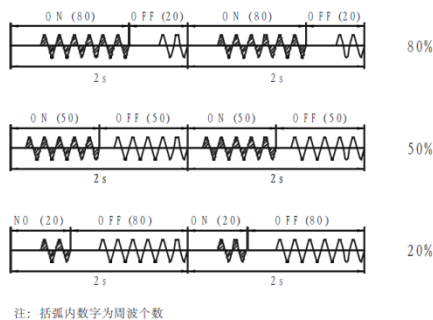 ON (80) OFF (20) ON (80) OFF (20)
80%
2s 2s
ON (50) OFF (50) ON (50) OFF (50)
50%
2s 2s
NO (20) OFF (80) ON (20) OFF (80)
20%
2s 2s
注: 括弧内数字为周波个数